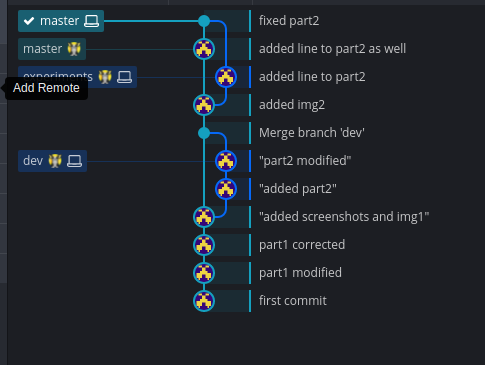 master fixed part2
master added line to part2 as well
experiments added line to part2
Add Remote
added img2
Merge branch 'dev'
dev "part2 modified"
"added part2"
"added screenshots and img1"
part1 corrected
part1 modified
first commit